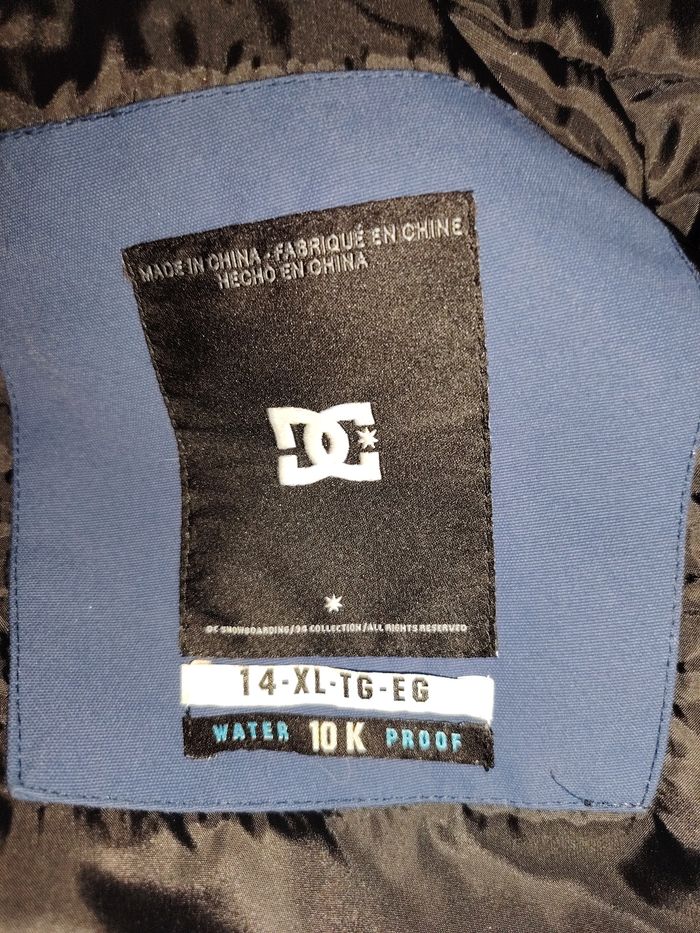 MADE IN CHINA - FABRIQUÉ EN CHINE
HECHO EN CHINA
DC
DC SNOWBOARDING/94 COLLECTION/ALL RIGHTS RESERVED
14-XL-TG-EG
WATER 10K PROOF